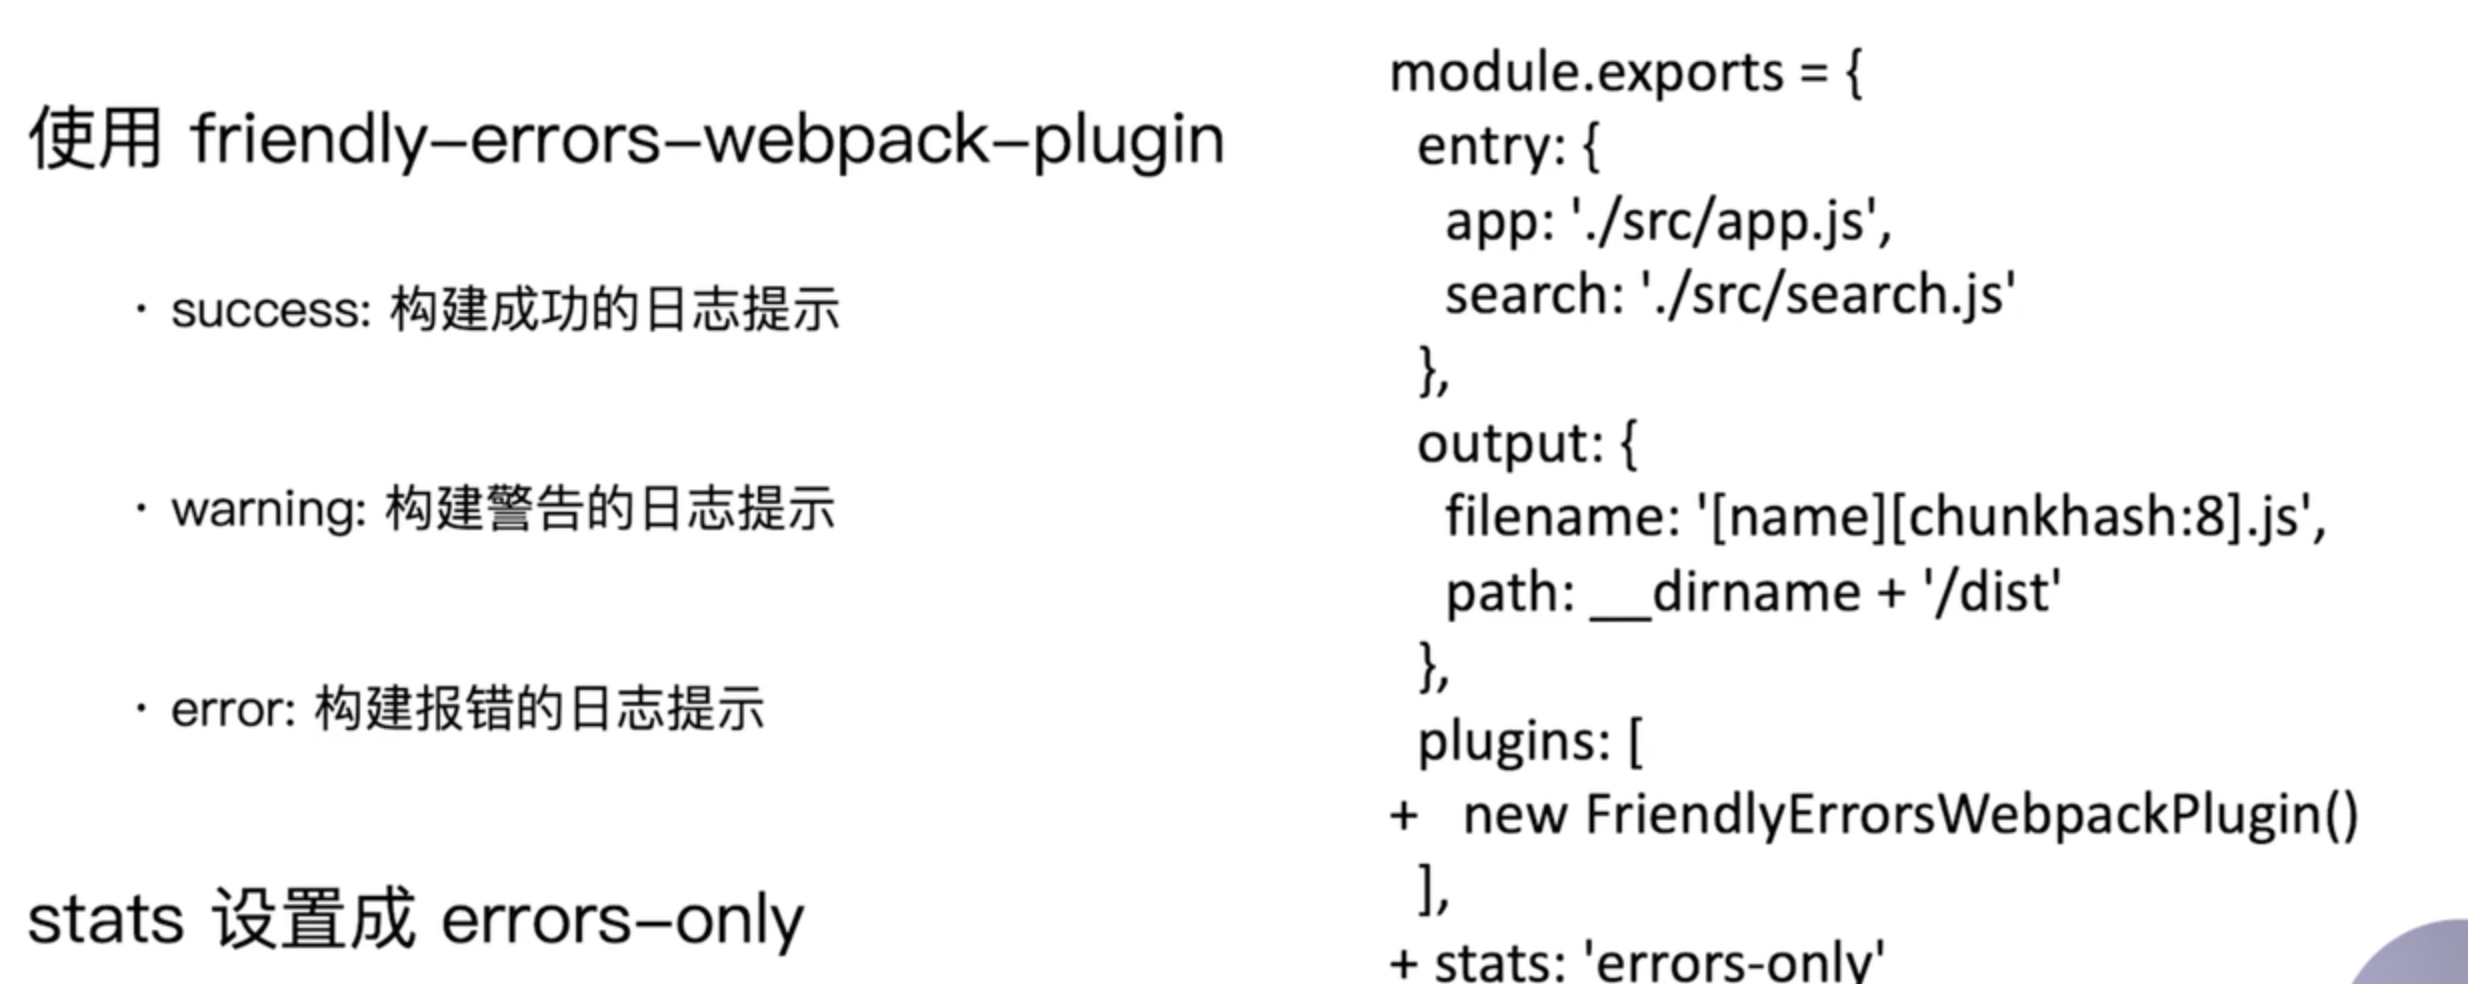 使用 friendly-errors-webpack-plugin
· success: 构建成功的日志提示
· warning: 构建警告的日志提示
· error: 构建报错的日志提示
stats 设置成 errors-only
module.exports = {
  entry: {
    app: './src/app.js',
    search: './src/search.js'
  },
  output: {
    filename: '[name][chunkhash:8].js',
    path: __dirname + '/dist'
  },
  plugins: [
+   new FriendlyErrorsWebpackPlugin()
  ],
+ stats: 'errors-only'